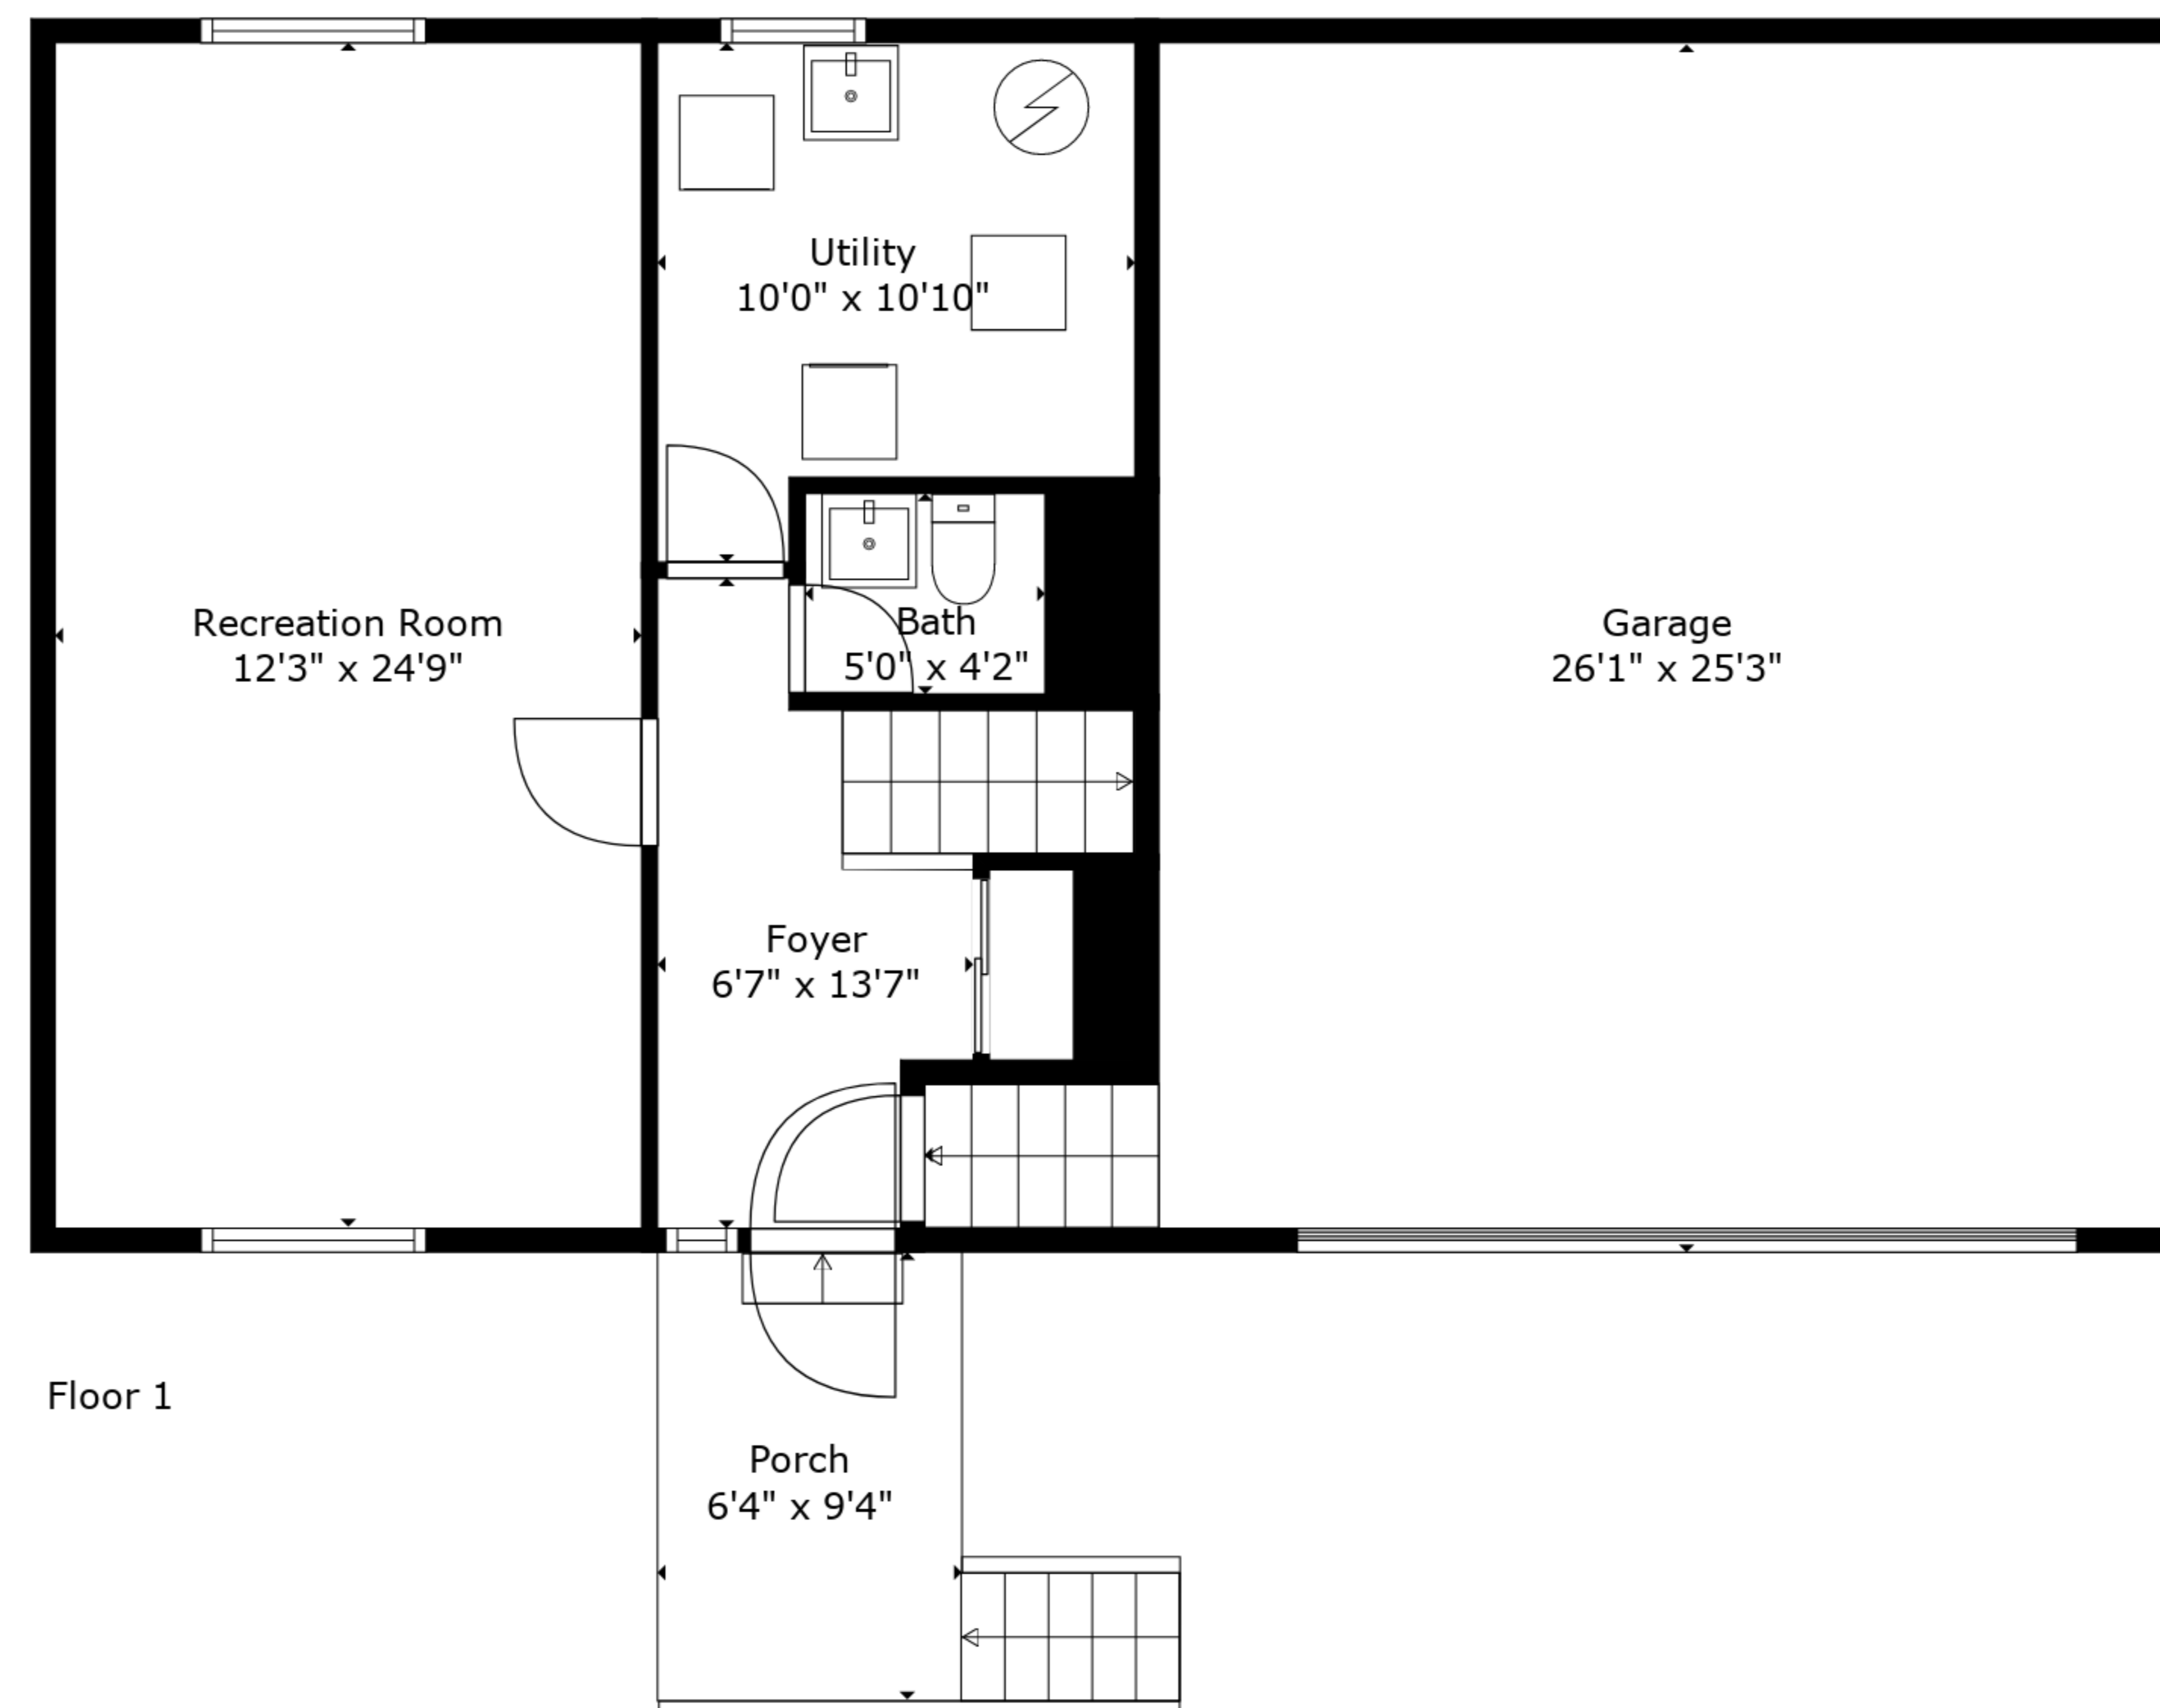 Utility
10'0" x 10'10"
Recreation Room
12'3" x 24'9"
Bath
5'0" x 4'2"
Garage
26'1" x 25'3"
Foyer
6'7" x 13'7"
Floor 1
Porch
6'4" x 9'4"